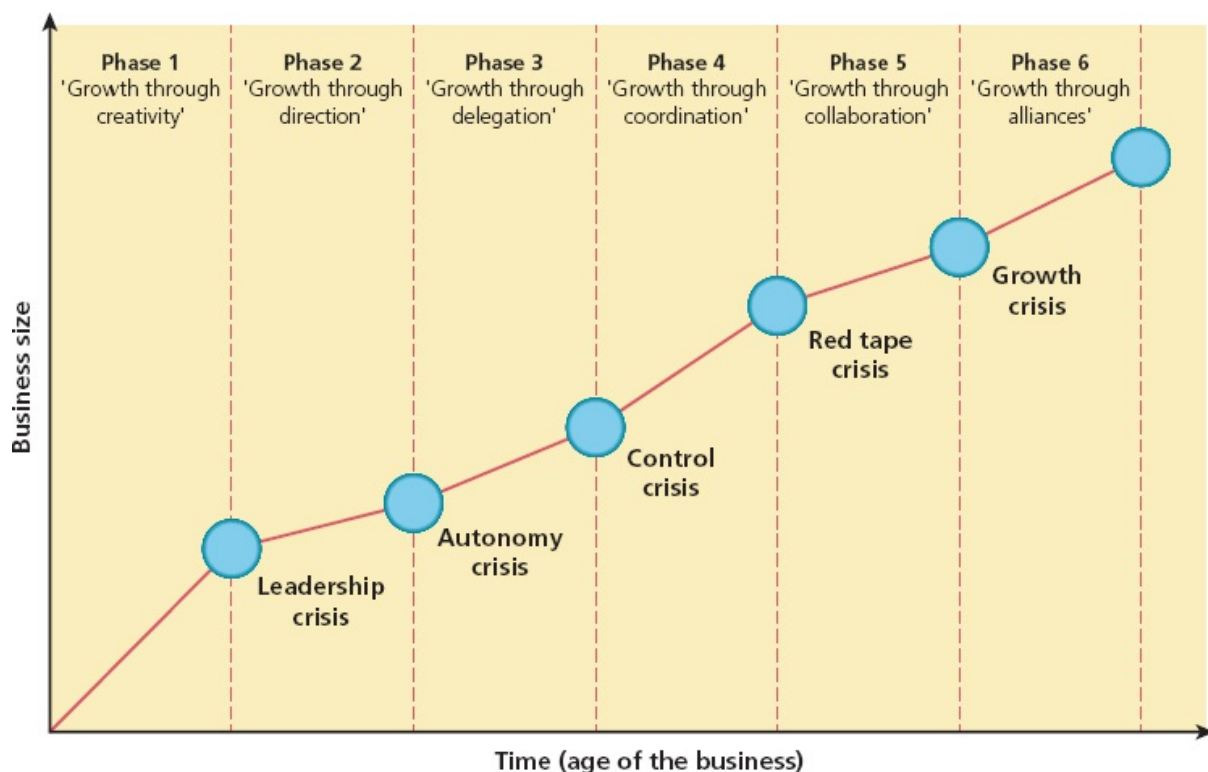 Phase 1
'Growth through
creativity'
Phase 2
'Growth through
direction'
Phase 3
'Growth through
delegation'
Phase 4
'Growth through
coordination'
Phase 5
'Growth through
collaboration'
Phase 6
'Growth through
alliances'
Business size
Leadership
crisis
Autonomy
crisis
Control
crisis
Red tape
crisis
Growth
crisis
Time (age of the business)